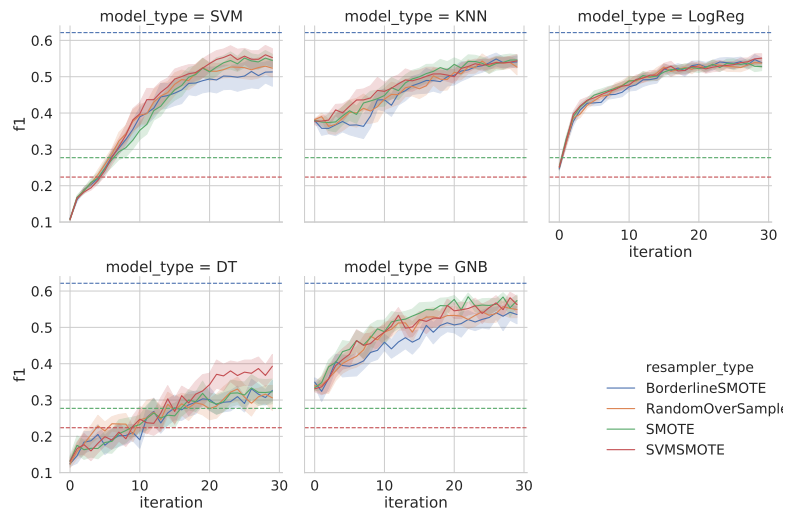 model_type = SVM
model_type = KNN
model_type = LogReg
0.6
0.5
0.4
0.3
0.2
0.1
f1
0 10 20 30
iteration
model_type = DT
model_type = GNB
0.6
0.5
0.4
0.3
0.2
0.1
f1
0 10 20 30
iteration
0 10 20 30
iteration
resampler_type
BorderlineSMOTE
RandomOverSample
SMOTE
SVMSMOTE